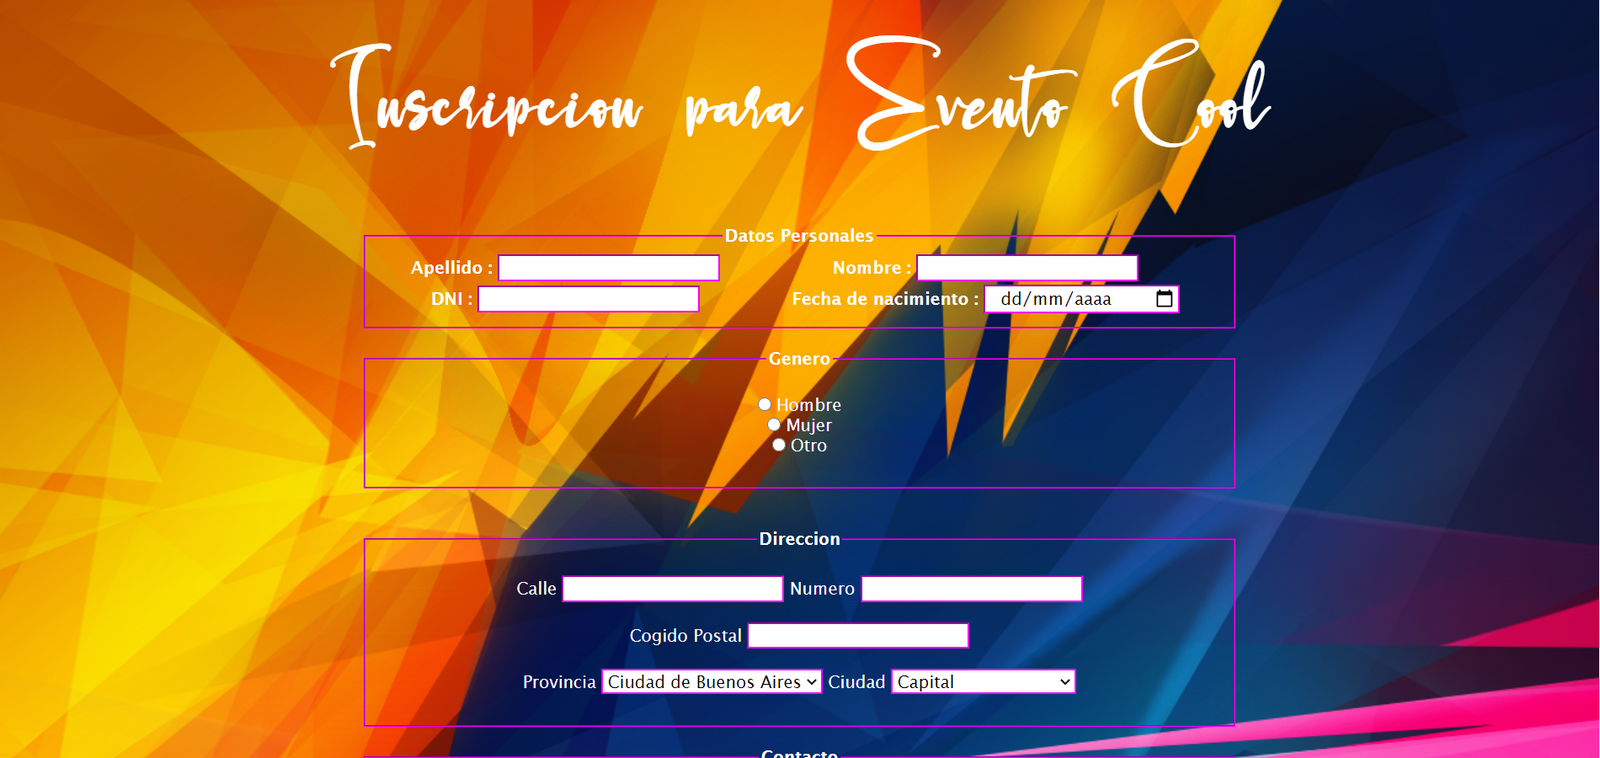 Inscripcion para Evento Cool
Datos Personales
Apellido : Nombre :
DNI : Fecha de nacimiento : dd/mm/aaaa
Genero
Hombre
Mujer
Otro
Direccion
Calle Numero
Cogido Postal
Provincia Ciudad de Buenos Aires Ciudad Capital
Contacto